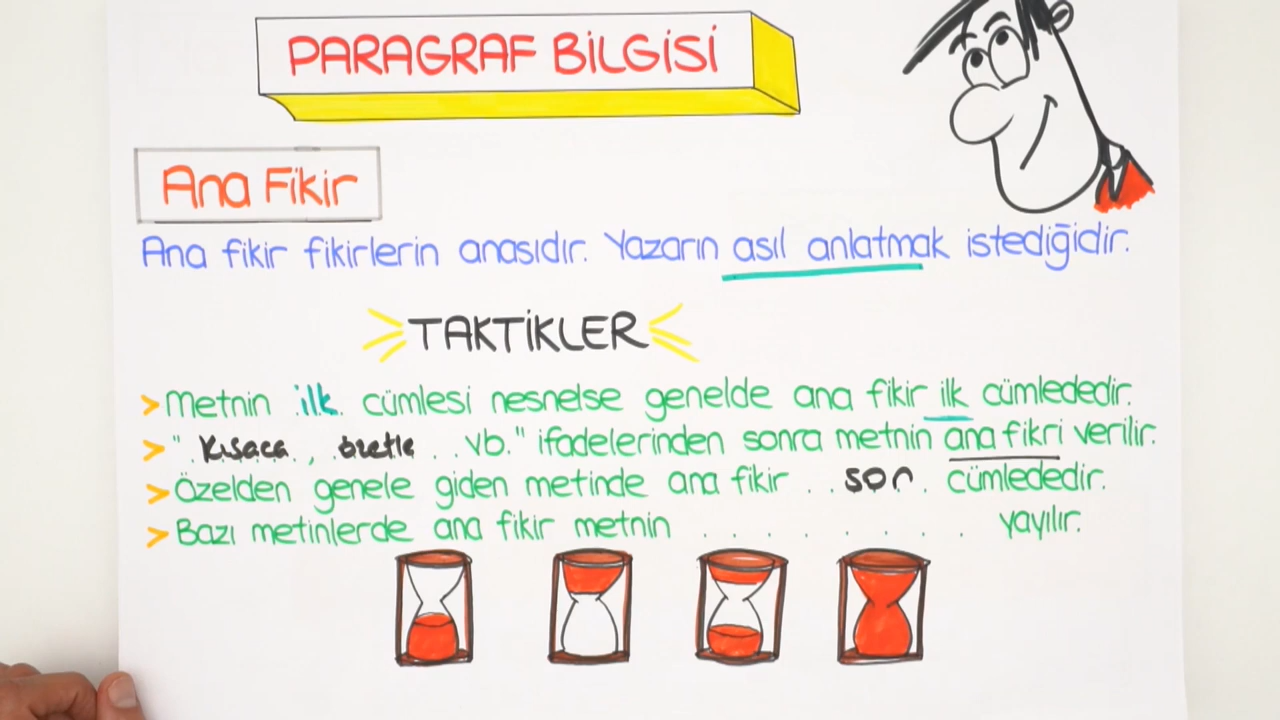 PARAGRAF BİLGİSİ
Ana Fikir
Ana fikir fikirlerin anasıdır. Yazarın asıl anlatmak istediğidir.
TAKTİKLER
> Metnin .ilk. cümlesi nesnelse genelde ana fikir ilk cümlededir.
> " Kısaca , özetle . . vb." ifadelerinden sonra metnin ana fikri verilir.
> Özelden genele giden metinde ana fikir . . son . cümlededir.
> Bazı metinlerde ana fikir metnin . . . . . . . . yayılır.